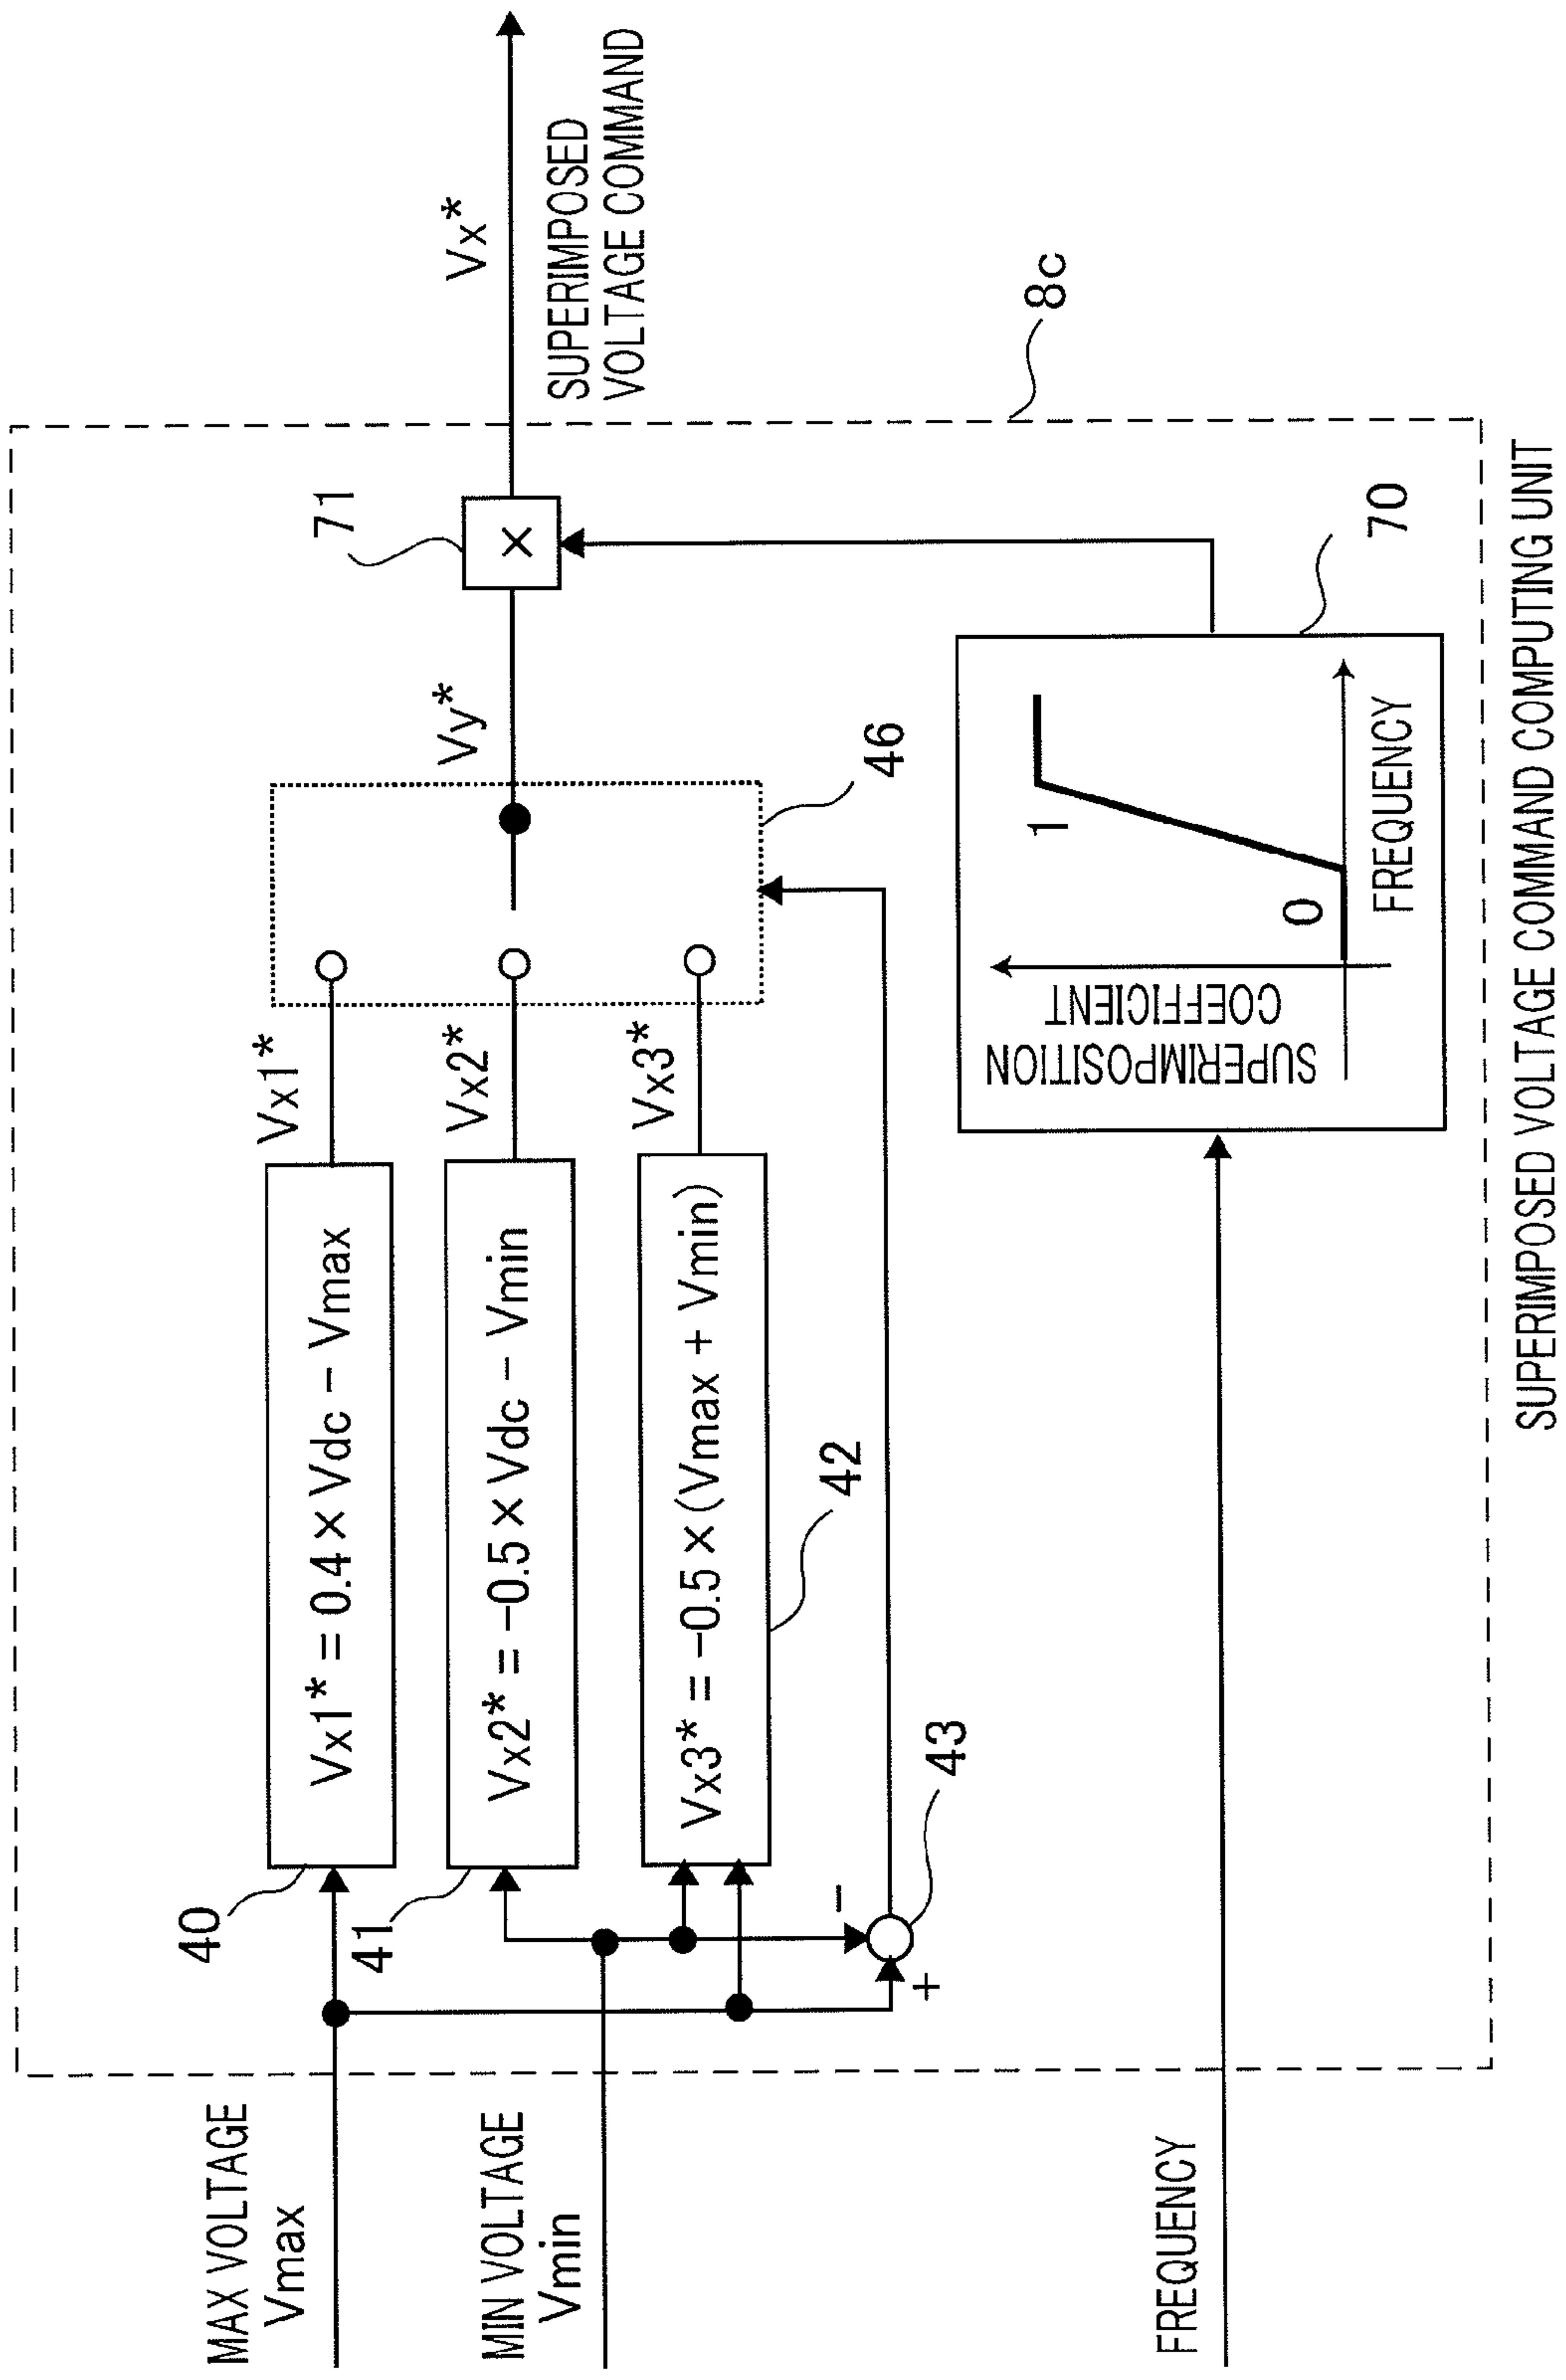 MAX VOLTAGE
Vmax
MIN VOLTAGE
Vmin
FREQUENCY
40
Vx1* = 0.4 × Vdc − Vmax
41
Vx2* = −0.5 × Vdc − Vmin
Vx3* = −0.5 × (Vmax + Vmin)
42
−
+
43
Vx1*
Vx2*
Vx3*
46
Vy*
71
×
SUPERIMPOSITION
COEFFICIENT
1
0
FREQUENCY
70
Vx*
SUPERIMPOSED
VOLTAGE COMMAND
8c
SUPERIMPOSED VOLTAGE COMMAND COMPUTING UNIT